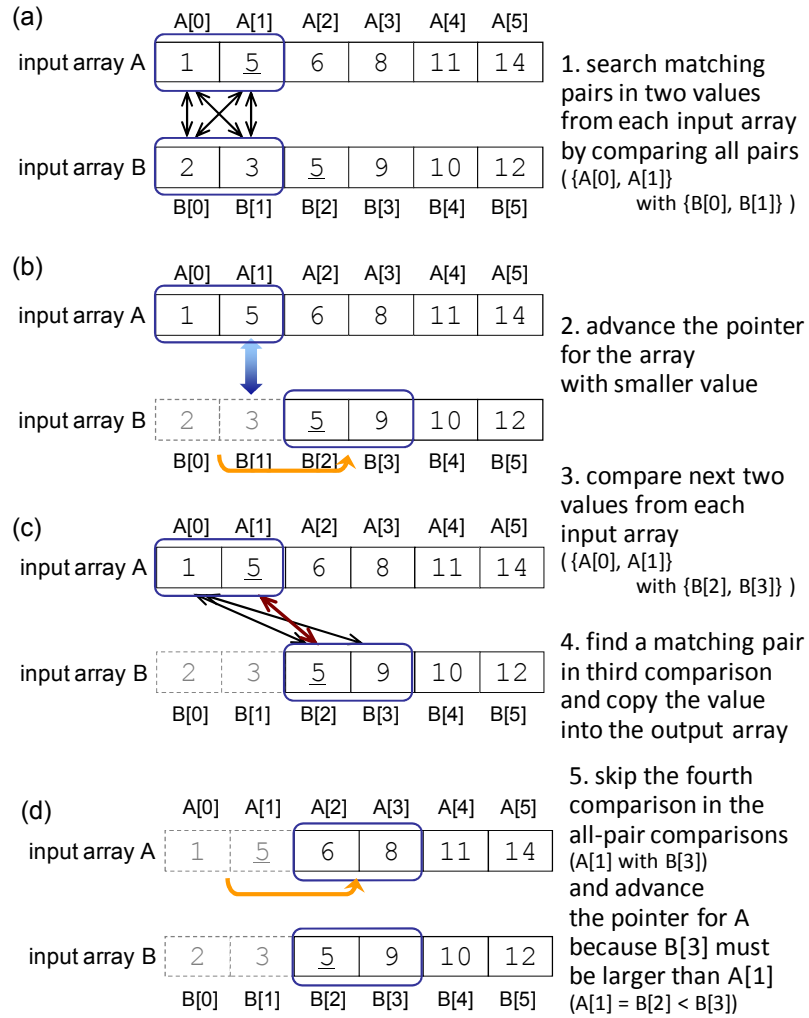 (a)
A[0] A[1] A[2] A[3] A[4] A[5]
input array A 1 5 6 8 11 14
input array B 2 3 5 9 10 12
B[0] B[1] B[2] B[3] B[4] B[5]
1. search matching
pairs in two values
from each input array
by comparing all pairs
( {A[0], A[1]}
with {B[0], B[1]} )
(b)
A[0] A[1] A[2] A[3] A[4] A[5]
input array A 1 5 6 8 11 14
input array B 2 3 5 9 10 12
B[0] B[1] B[2] B[3] B[4] B[5]
2. advance the pointer
for the array
with smaller value
(c)
A[0] A[1] A[2] A[3] A[4] A[5]
input array A 1 5 6 8 11 14
input array B 2 3 5 9 10 12
B[0] B[1] B[2] B[3] B[4] B[5]
3. compare next two
values from each
input array
( {A[0], A[1]}
with {B[2], B[3]} )
4. find a matching pair
in third comparison
and copy the value
into the output array
(d)
A[0] A[1] A[2] A[3] A[4] A[5]
input array A 1 5 6 8 11 14
input array B 2 3 5 9 10 12
B[0] B[1] B[2] B[3] B[4] B[5]
5. skip the fourth
comparison in the
all-pair comparisons
(A[1] with B[3])
and advance
the pointer for A
because B[3] must
be larger than A[1]
(A[1] = B[2] < B[3])